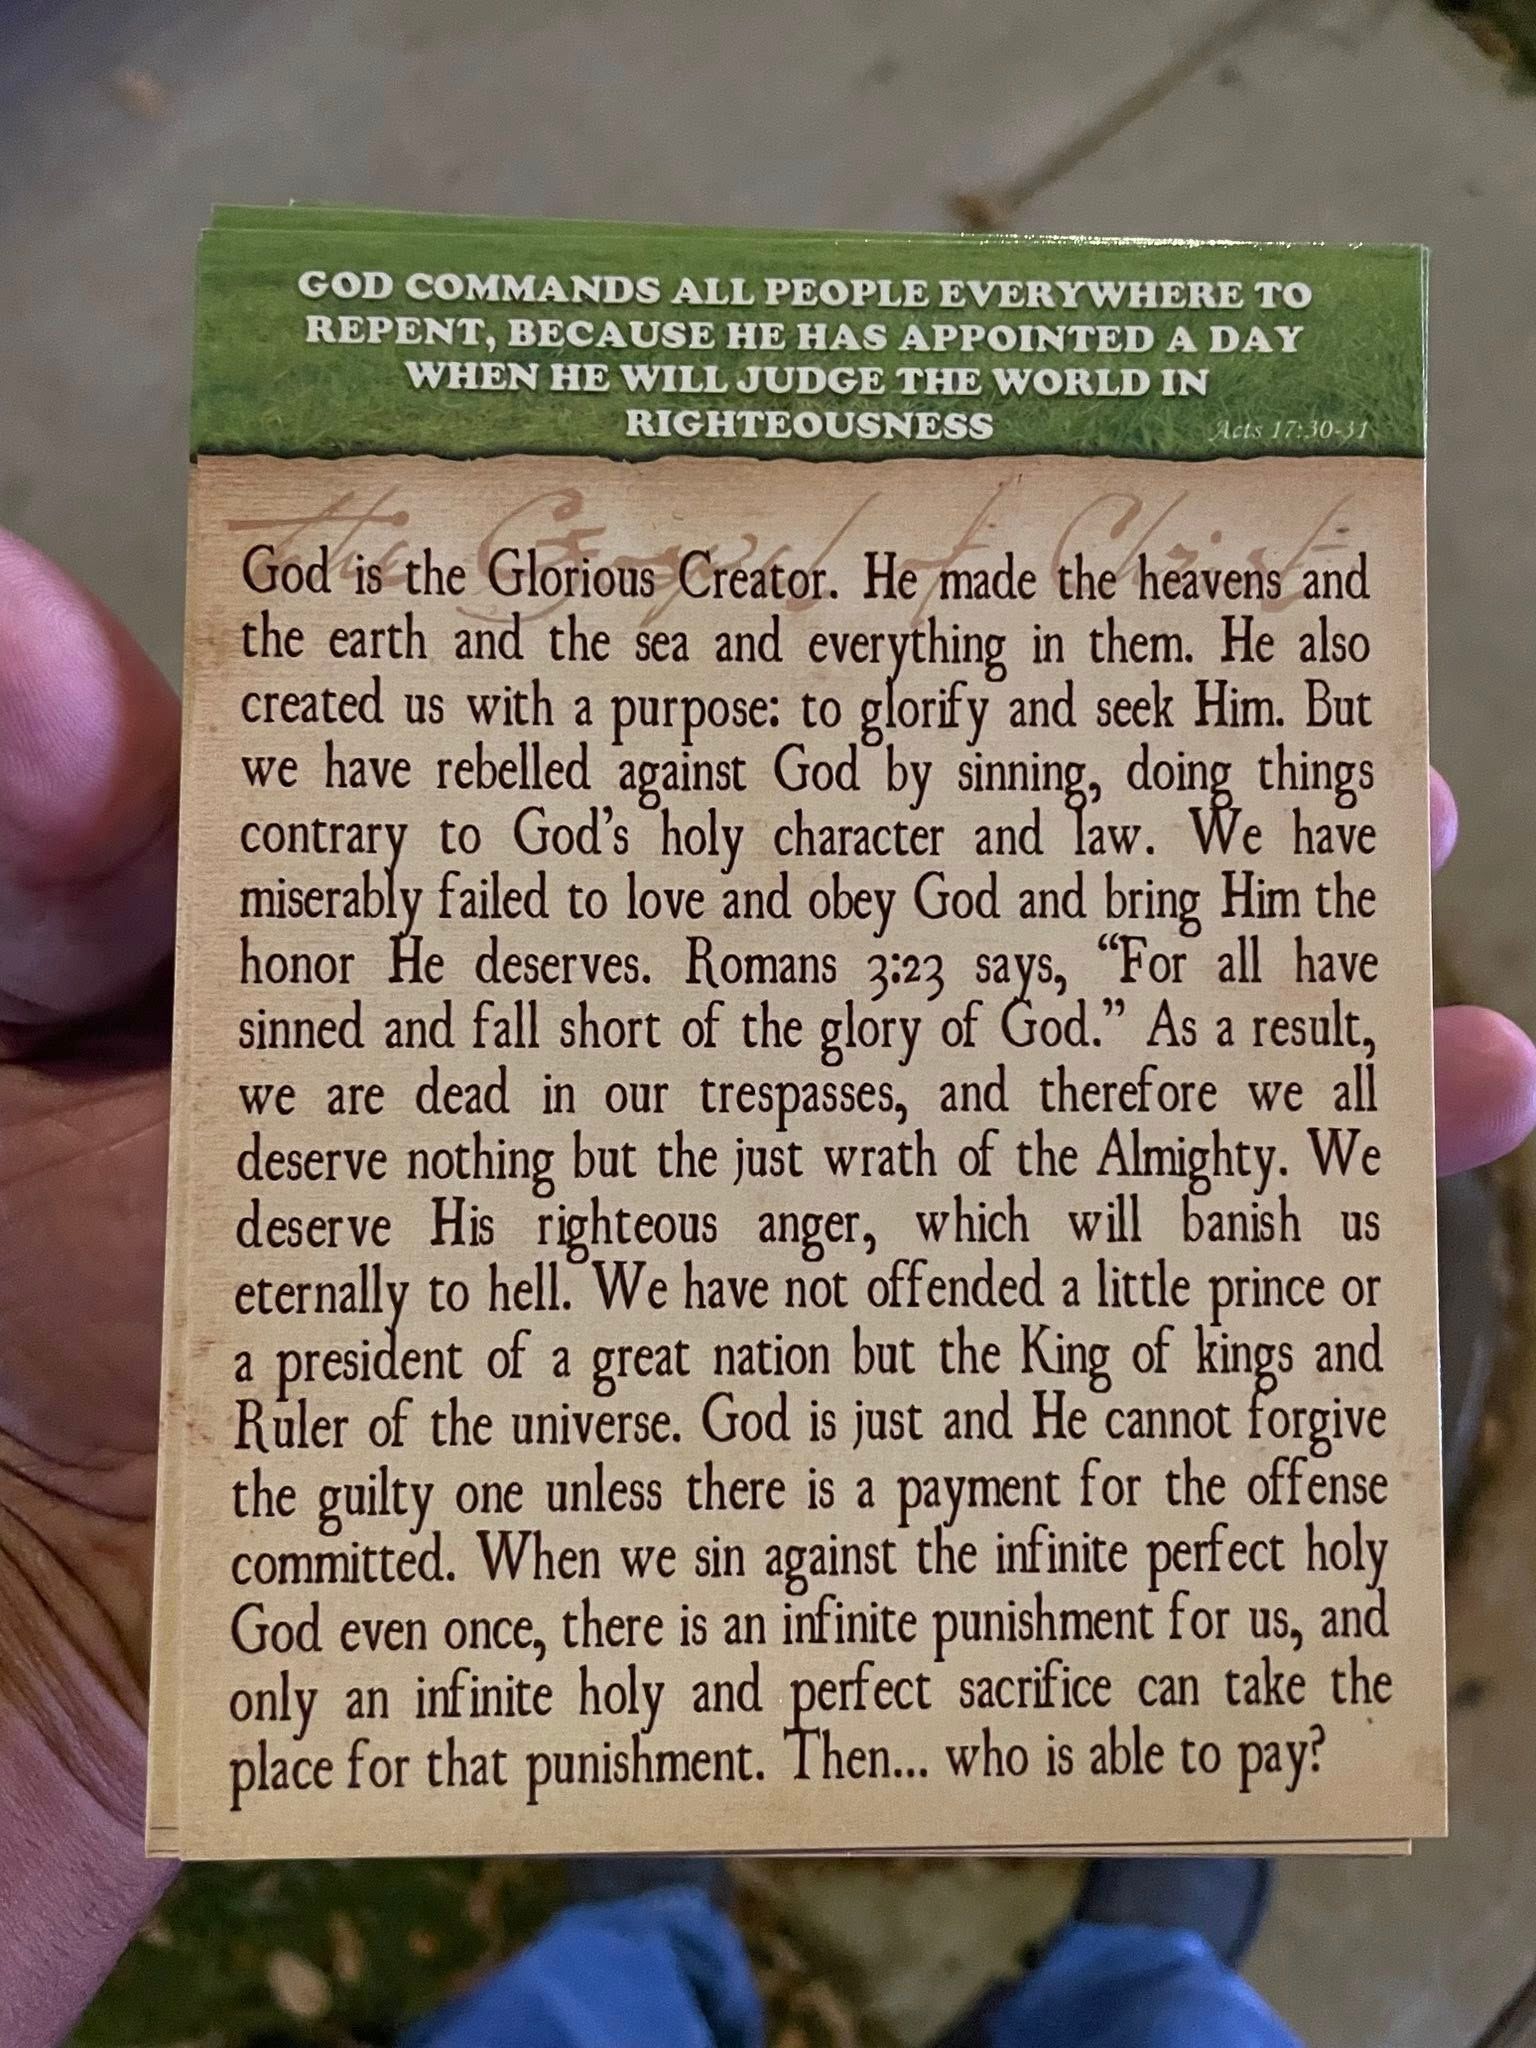 GOD COMMANDS ALL PEOPLE EVERYWHERE TO
REPENT, BECAUSE HE HAS APPOINTED A DAY
WHEN HE WILL JUDGE THE WORLD IN
RIGHTEOUSNESS
Acts 17:30-31
The Gospel of Christ
God is the Glorious Creator. He made the heavens and
the earth and the sea and everything in them. He also
created us with a purpose: to glorify and seek Him. But
we have rebelled against God by sinning, doing things
contrary to God's holy character and law. We have
miserably failed to love and obey God and bring Him the
honor He deserves. Romans 3:23 says, “For all have
sinned and fall short of the glory of God.” As a result,
we are dead in our trespasses, and therefore we all
deserve nothing but the just wrath of the Almighty. We
deserve His righteous anger, which will banish us
eternally to hell. We have not offended a little prince or
a president of a great nation but the King of kings and
Ruler of the universe. God is just and He cannot forgive
the guilty one unless there is a payment for the offense
committed. When we sin against the infinite perfect holy
God even once, there is an infinite punishment for us, and
only an infinite holy and perfect sacrifice can take the
place for that punishment. Then... who is able to pay?